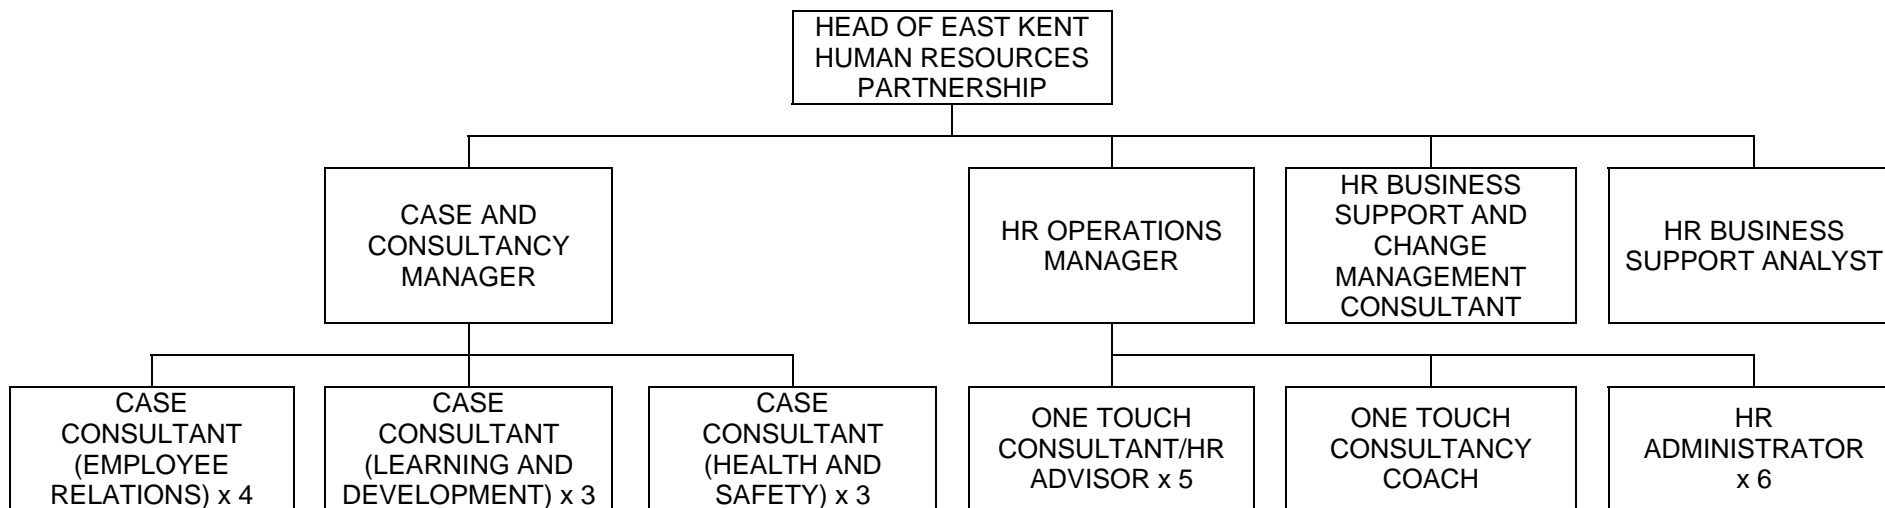 HEAD OF EAST KENT
HUMAN RESOURCES
PARTNERSHIP
CASE AND
CONSULTANCY
MANAGER
HR OPERATIONS
MANAGER
HR BUSINESS
SUPPORT AND
CHANGE
MANAGEMENT
CONSULTANT
HR BUSINESS
SUPPORT ANALYST
CASE
CONSULTANT
(EMPLOYEE
RELATIONS) x 4
CASE
CONSULTANT
(LEARNING AND
DEVELOPMENT) x 3
CASE
CONSULTANT
(HEALTH AND
SAFETY) x 3
ONE TOUCH
CONSULTANT/HR
ADVISOR x 5
ONE TOUCH
CONSULTANCY
COACH
HR
ADMINISTRATOR
x 6